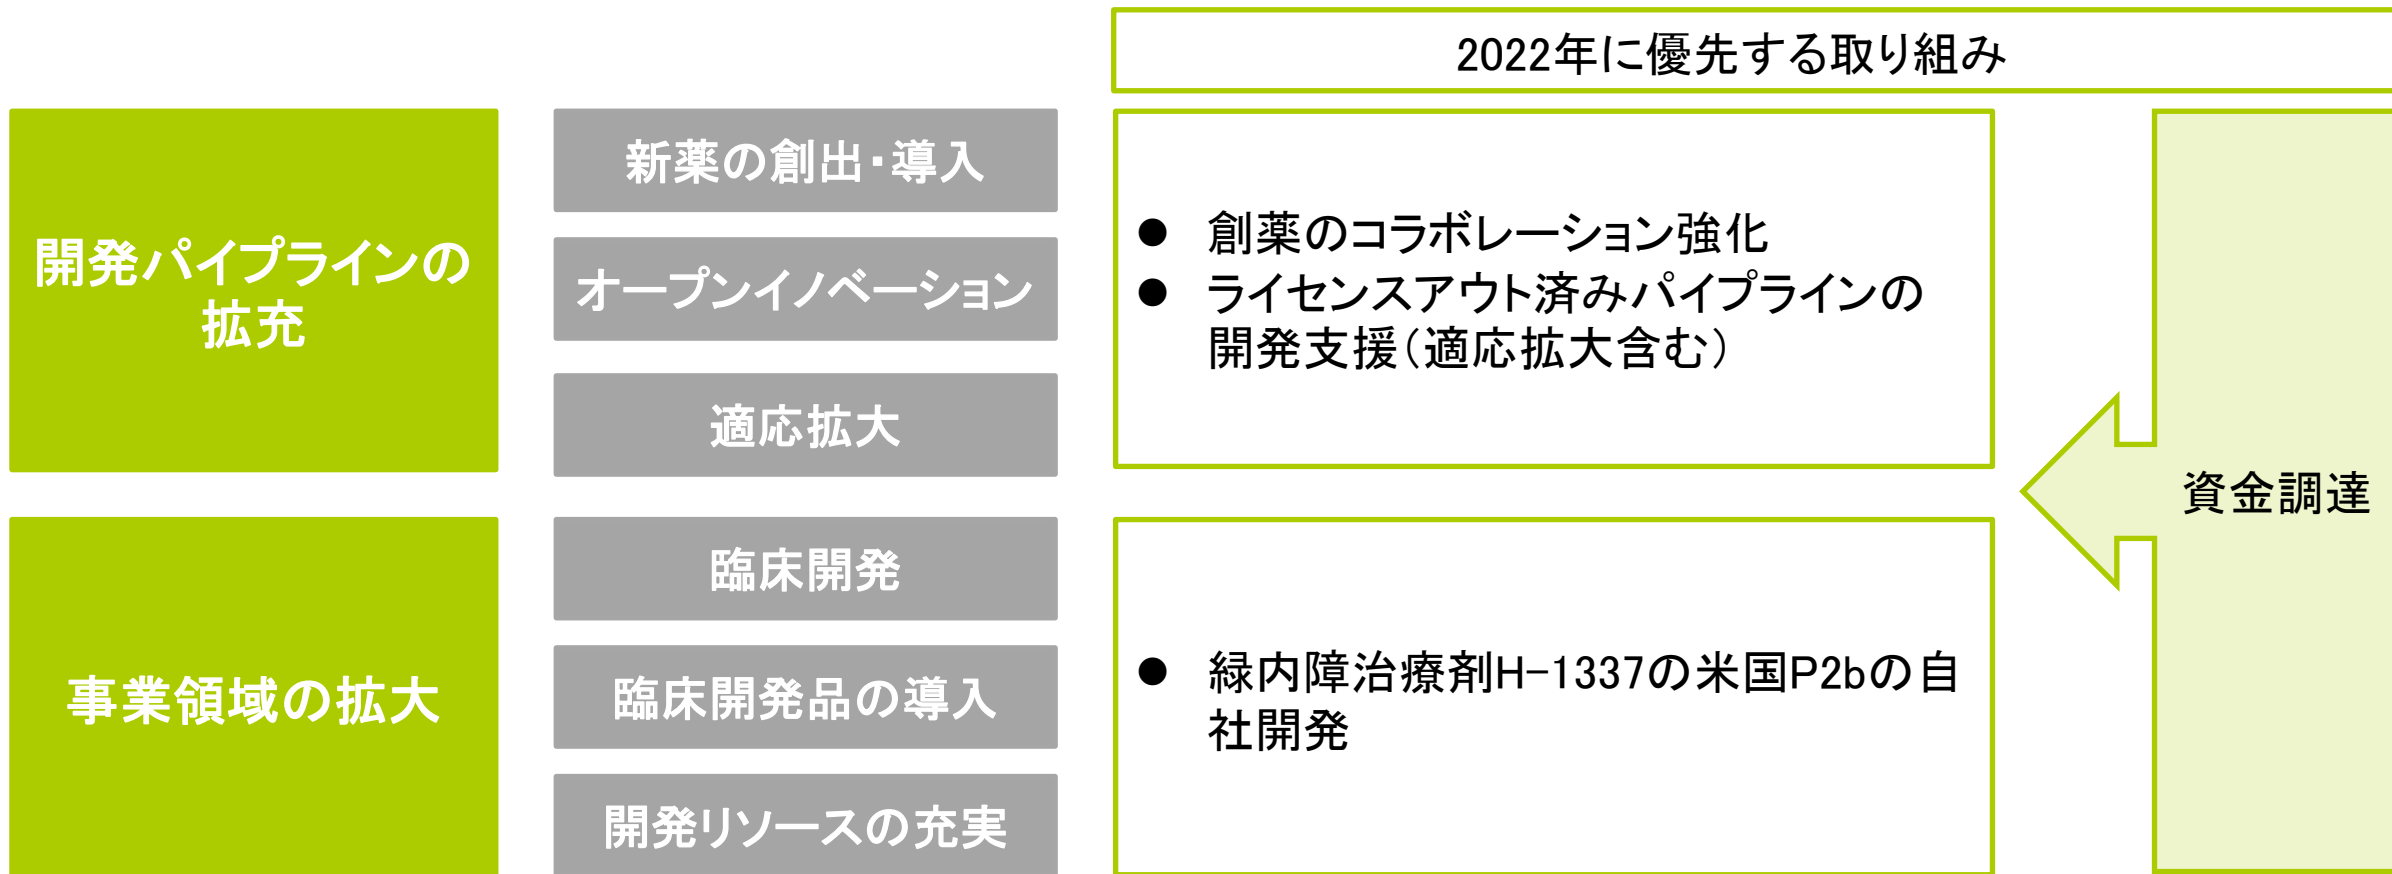 2022年に優先する取り組み
開発パイプラインの
拡充
新薬の創出・導入
オープンイノベーション
適応拡大
● 創薬のコラボレーション強化
● ライセンスアウト済みパイプラインの
開発支援（適応拡大含む）
事業領域の拡大
臨床開発
臨床開発品の導入
開発リソースの充実
● 緑内障治療剤H-1337の米国P2bの自
社開発
資金調達